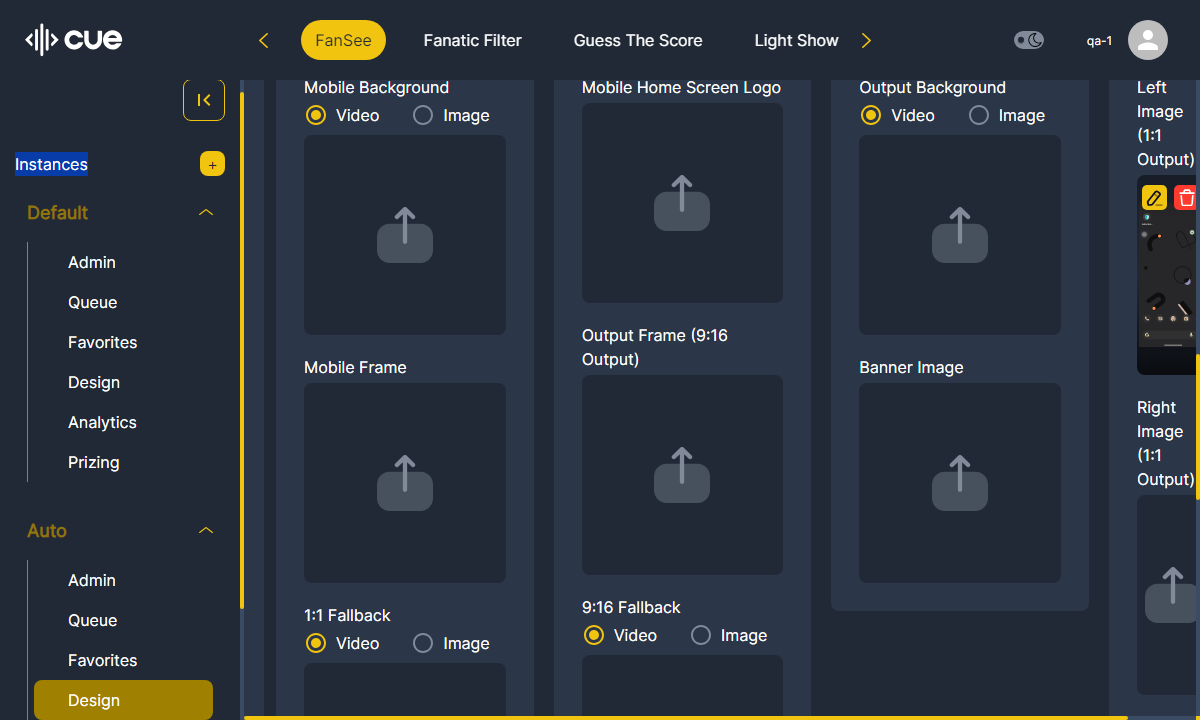 CUE
FanSee
Fanatic Filter
Guess The Score
Light Show
qa-1
Instances
+
Default
Admin
Queue
Favorites
Design
Analytics
Prizing
Auto
Admin
Queue
Favorites
Design
Mobile Background
Video
Image
Mobile Frame
1:1 Fallback
Video
Image
Mobile Home Screen Logo
Output Frame (9:16
Output)
9:16 Fallback
Video
Image
Output Background
Video
Image
Banner Image
Left
Image
(1:1
Output)
Right
Image
(1:1
Output)